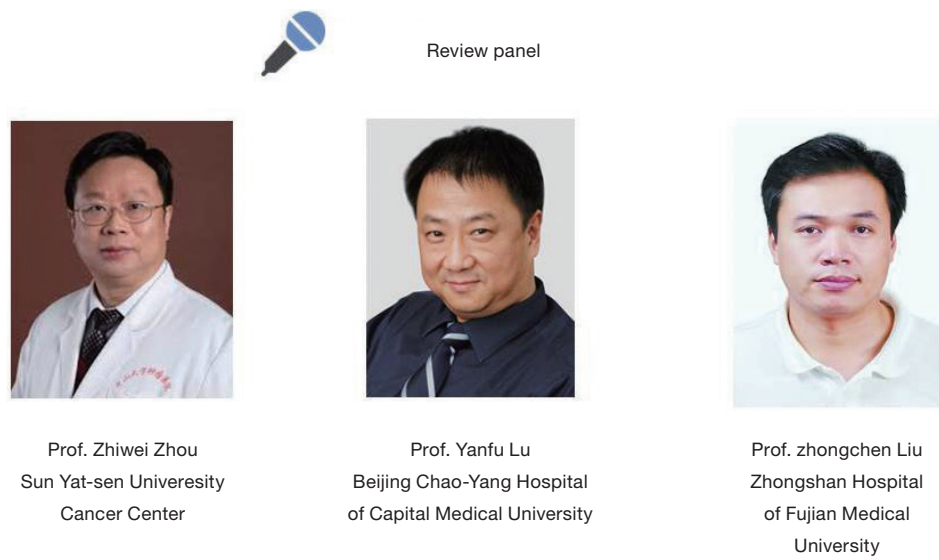 Review panel
Prof. Zhiwei Zhou
Sun Yat-sen Univeresity
Cancer Center
Prof. Yanfu Lu
Beijing Chao-Yang Hospital
of Capital Medical University
Prof. zhongchen Liu
Zhongshan Hospital
of Fujian Medical
University